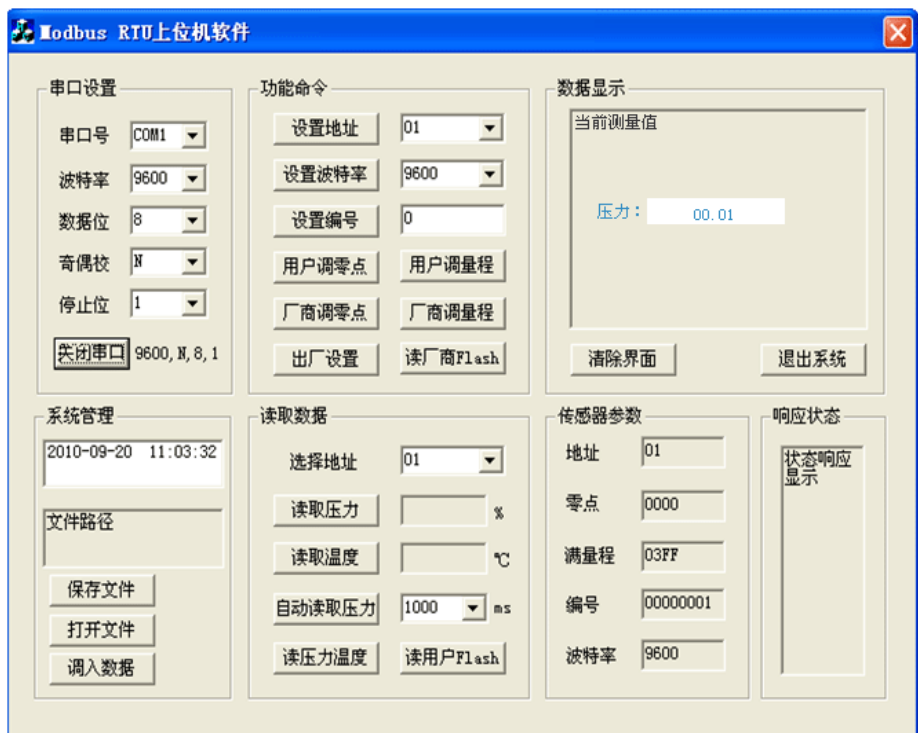 Modbus RTU上位机软件
串口设置
串口号 COM1
波特率 9600
数据位 8
奇偶校 N
停止位 1
关闭串口 9600,N,8,1
功能命令
设置地址 01
设置波特率 9600
设置编号 0
用户调零点 用户调量程
厂商调零点 厂商调量程
出厂设置 读厂商Flash
数据显示
当前测量值
压力： 00.01
清除界面 退出系统
系统管理
2010-09-20 11:03:32
文件路径
保存文件
打开文件
调入数据
读取数据
选择地址 01
读取压力 %
读取温度 ℃
自动读取压力 1000 ms
读压力温度 读用户Flash
传感器参数
地址 01
零点 0000
满量程 03FF
编号 00000001
波特率 9600
响应状态
状态响应
显示